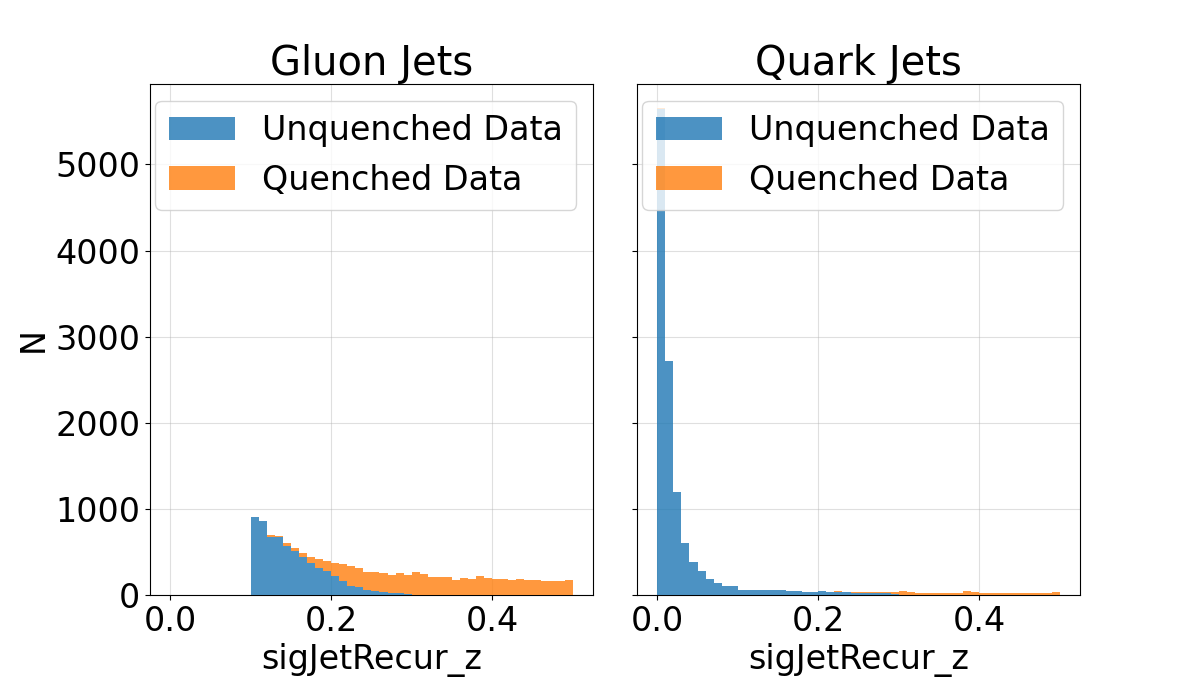 Gluon Jets
Unquenched Data
Quenched Data
N
5000
4000
3000
2000
1000
0
0.0 0.2 0.4
sigJetRecur_z
Quark Jets
Unquenched Data
Quenched Data
0.0 0.2 0.4
sigJetRecur_z